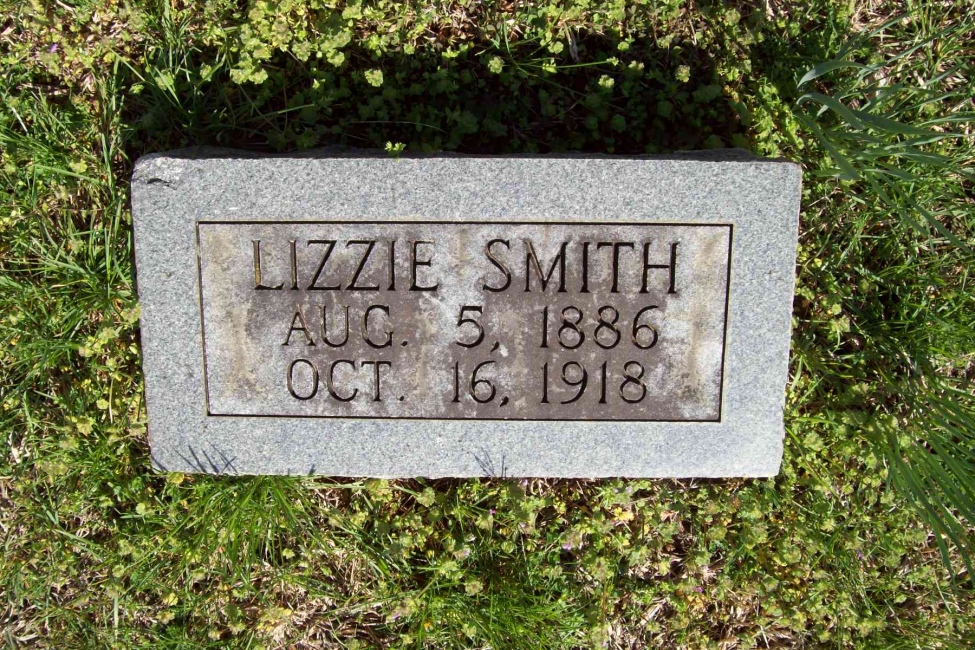 LIZZIE SMITH
AUG. 5, 1886
OCT. 16, 1918